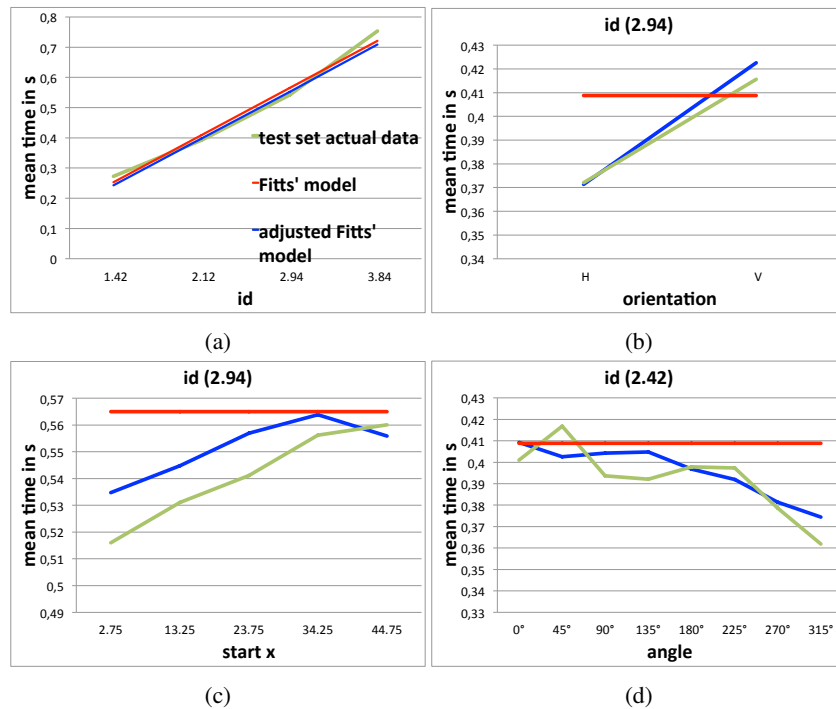 0,8
0,7
0,6
0,5
0,4
0,3
0,2
0,1
0
mean time in s
1.42 2.12 2.94 3.84
id
test set actual data
Fitts' model
adjusted Fitts'
model
(a)
id (2.94)
0,43
0,42
0,41
0,4
0,39
0,38
0,37
0,36
0,35
0,34
mean time in s
H V
orientation
(b)
id (2.94)
0,57
0,56
0,55
0,54
0,53
0,52
0,51
0,5
0,49
mean time in s
2.75 13.25 23.75 34.25 44.75
start x
(c)
id (2.42)
0,43
0,42
0,41
0,4
0,39
0,38
0,37
0,36
0,35
0,34
0,33
mean time in s
0° 45° 90° 135° 180° 225° 270° 315°
angle
(d)